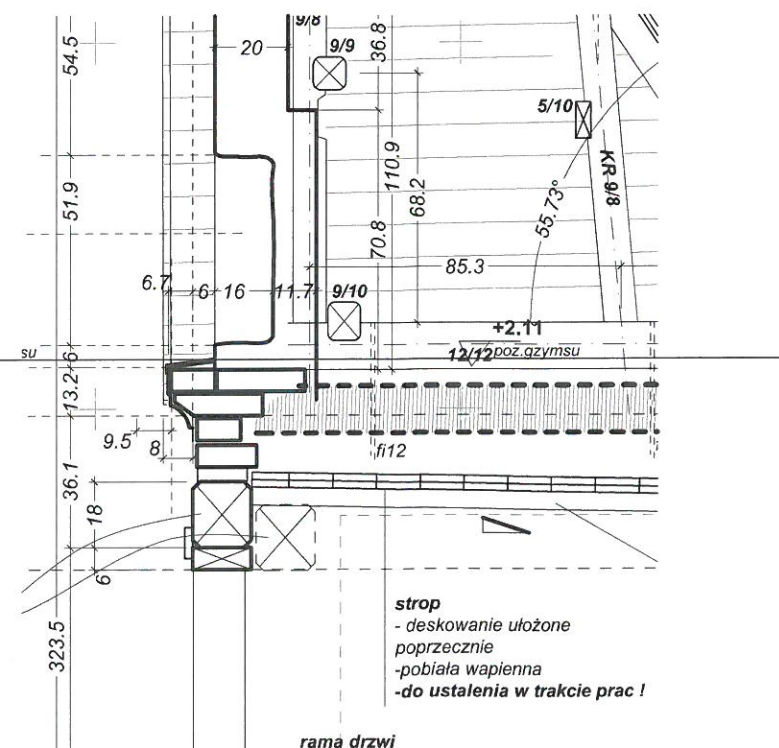 9/8
20
9/9
36.8
54.5
5/10
110.9
68.2
KR 9/8
55.73°
51.9
70.8
85.3
6.7
6
16
11.7
9/10
+2.11
12/12
poz.gzymsu
su
6
13.2
9.5
8
fi12
36.1
18
6
strop
- deskowanie ułożone
poprzecznie
-pobiała wapienna
-do ustalenia w trakcie prac !
323.5
rama drzwi